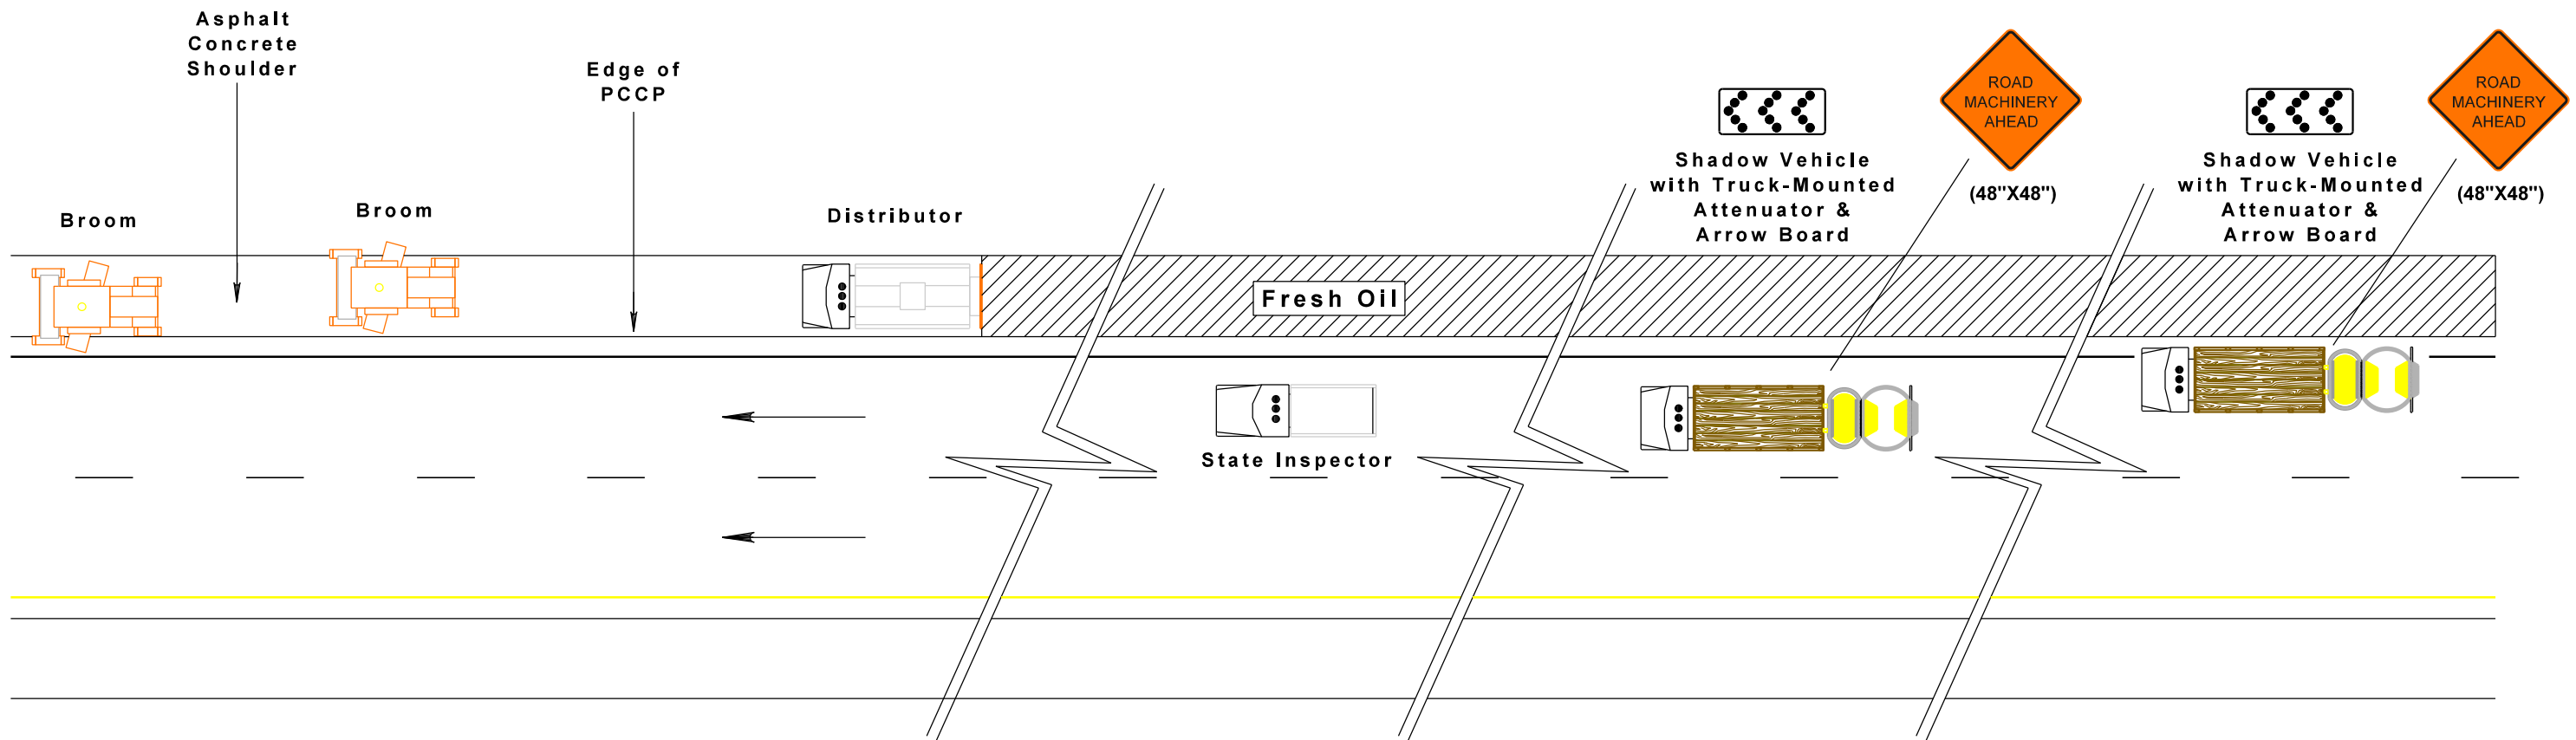 Asphalt
Concrete
Shoulder
Edge of
PCCP
Broom
Broom
Distributor
Shadow Vehicle
with Truck-Mounted
Attenuator &
Arrow Board
ROAD
MACHINERY
AHEAD
(48"X48")
Shadow Vehicle
with Truck-Mounted
Attenuator &
Arrow Board
ROAD
MACHINERY
AHEAD
(48"X48")
Fresh Oil
State Inspector